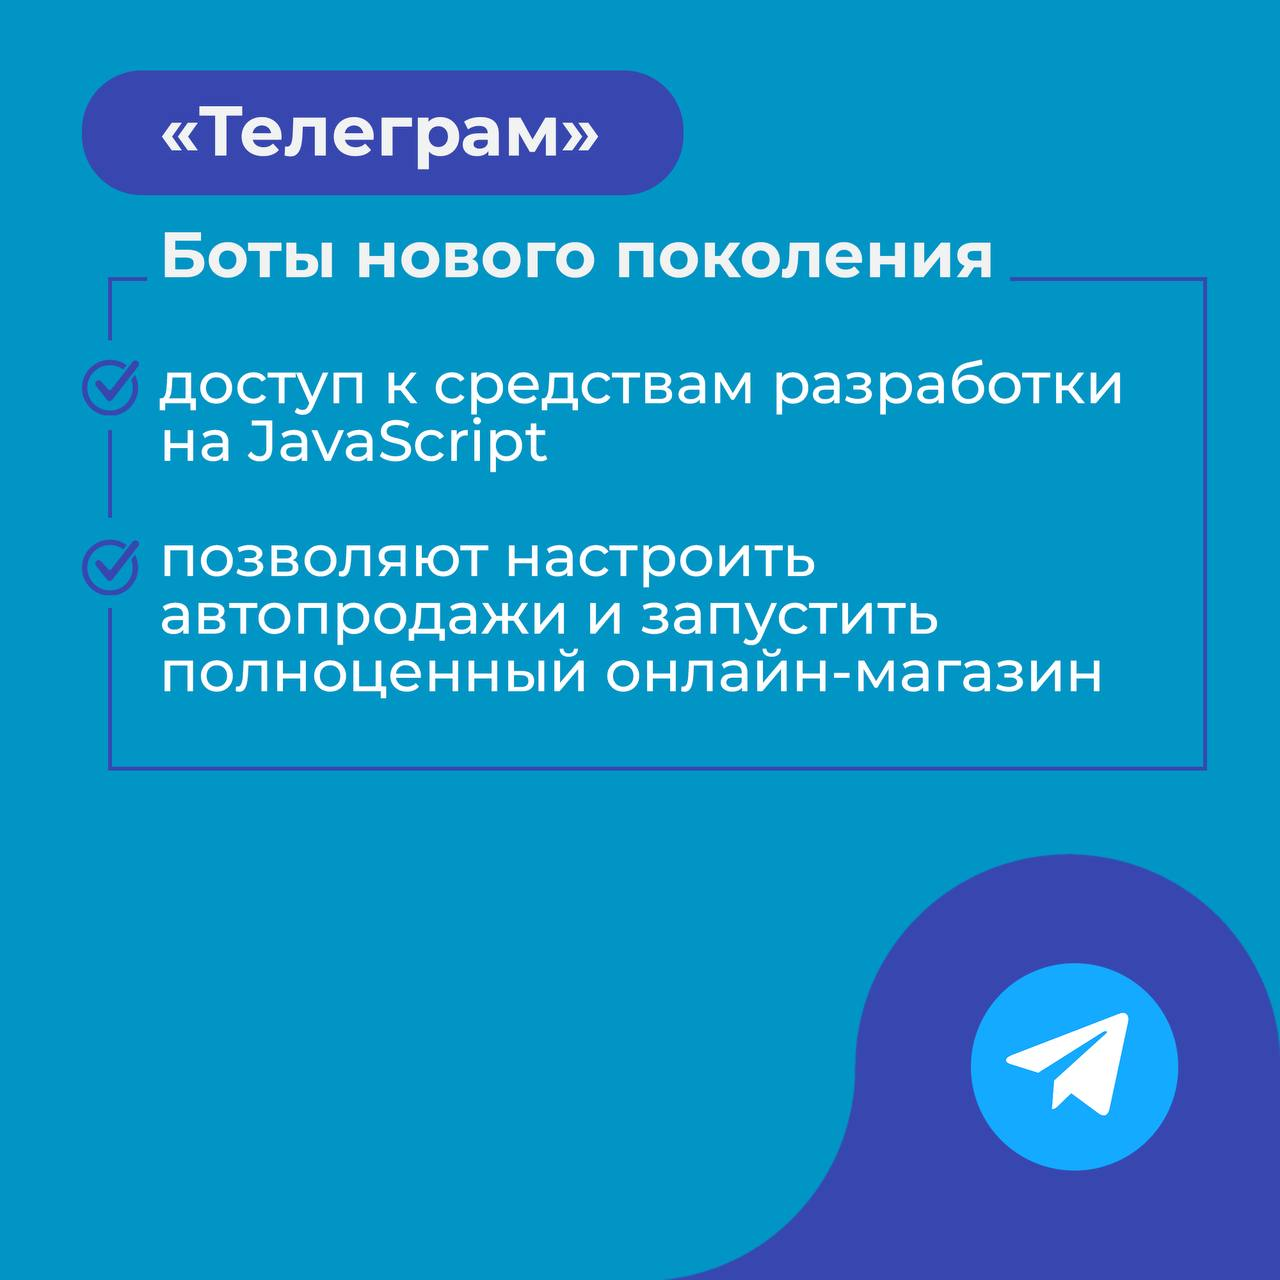 «Телеграм»
Боты нового поколения
доступ к средствам разработки
на JavaScript
позволяют настроить
автопродажи и запустить
полноценный онлайн-магазин